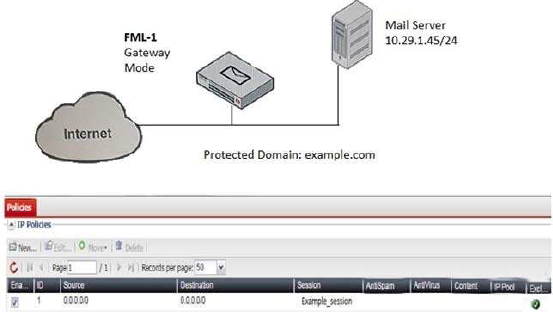 FML-1
Gateway
Mode
Mail Server
10.29.1.45/24
Internet
Protected Domain: example.com
Policies
IP Policies
New... Edit... Move Delete
Page 1 / 1 Records per page: 50
Ena... ID Source Destination Session AntiSpam AntiVirus Content IP Pool Excl...
1 0.0.0.0 0.0.0.0 Example_session